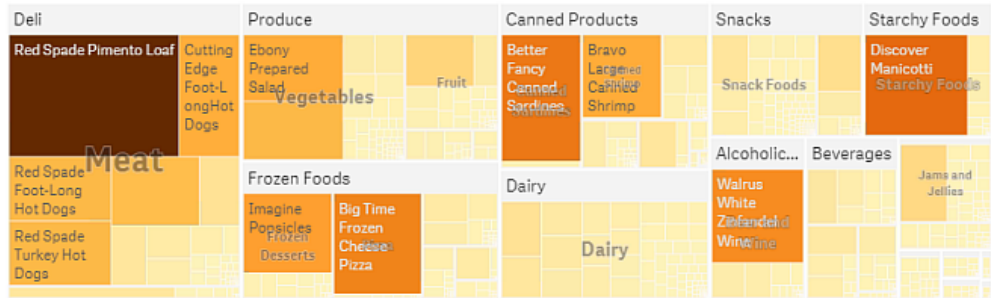 Deli
Produce
Canned Products
Snacks
Starchy Foods
Red Spade Pimento Loaf
Cutting
Edge
Foot-L
ongHot
Dogs
Meat
Red Spade
Foot-Long
Hot Dogs
Red Spade
Turkey Hot
Dogs
Ebony
Prepared
Salad
Vegetables
Fruit
Frozen Foods
Imagine
Popsicles
Frozen
Desserts
Big Time
Frozen
Cheese
Pizza
Better
Fancy
Canned
Sardines
Bravo
Large
Canned
Shrimp
Dairy
Dairy
Snack Foods
Discover
Manicotti
Starchy Foods
Alcoholic...
Walrus
White
Zinfandel
Wine
Wine
Beverages
Jams and
Jellies